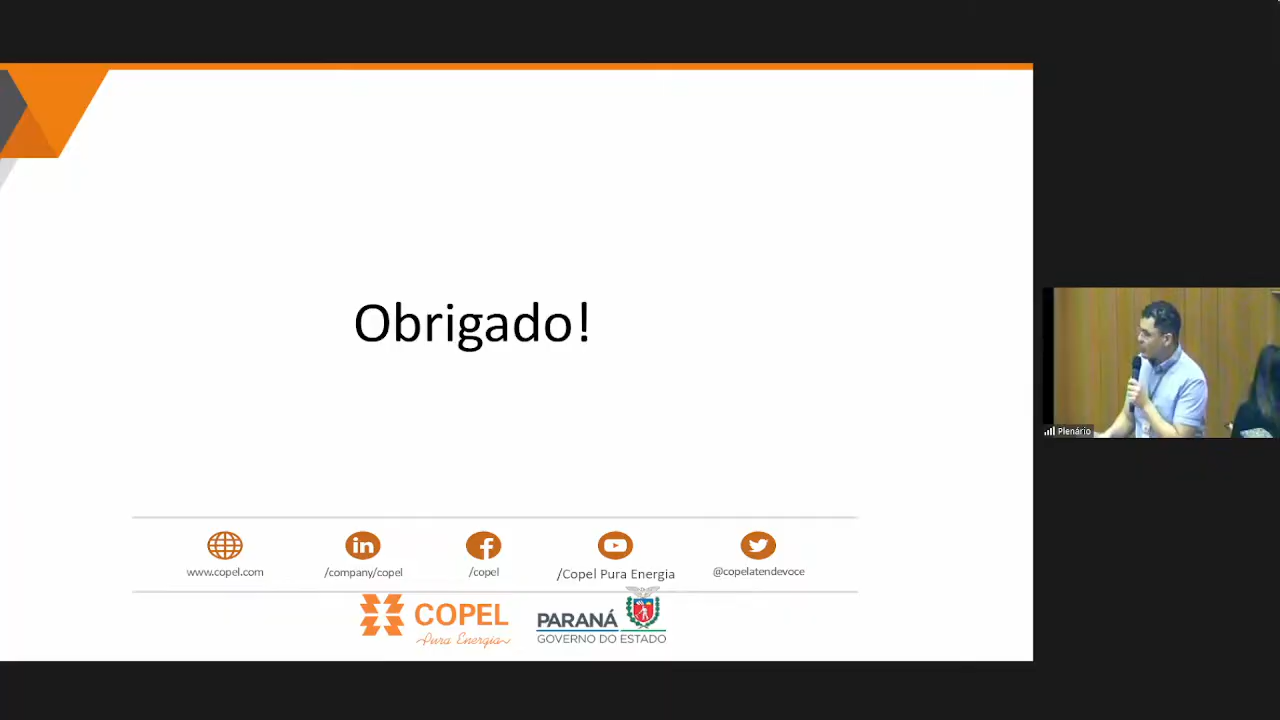 Obrigado!
www.copel.com
/company/copel
/copel
/Copel Pura Energia
@copelatendevoce
COPEL
Pura Energia
PARANÁ
GOVERNO DO ESTADO
Plenário